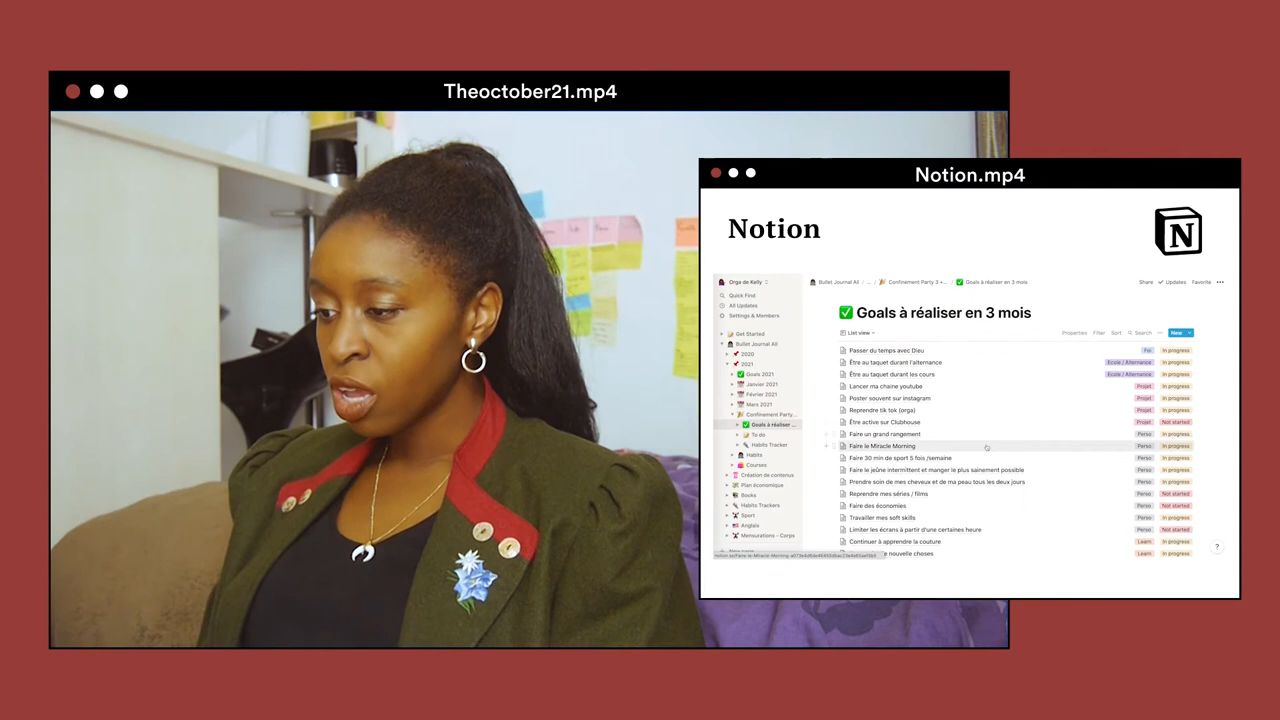 Theoctober21.mp4
Notion.mp4
Notion
N
Orga de Kelly
Quick Find
All Updates
Settings & Members
Get Started
Bullet Journal All
2020
2021
Goals 2021
Janvier 2021
Février 2021
Mars 2021
Confinement Party...
Goals à réaliser ...
To do
Habits Tracker
Habits
Courses
Création de contenus
Plan économique
Books
Habits Trackers
Sport
Anglais
Mensurations - Corps
Bullet Journal All / ... / Confinement Party 3 +... / Goals à réaliser en 3 mois
Share Updates Favorite
Goals à réaliser en 3 mois
List view
Properties Filter Sort Search New
Passer du temps avec Dieu Foi In progress
Être au taquet durant l'alternance Ecole / Alternance In progress
Être au taquet durant les cours Ecole / Alternance In progress
Lancer ma chaine youtube Projet In progress
Poster souvent sur instagram Projet In progress
Reprendre tik tok (orga) Projet In progress
Être active sur Clubhouse Projet Not started
Faire un grand rangement Perso In progress
Faire le Miracle Morning Perso In progress
Faire 30 min de sport 5 fois /semaine Perso In progress
Faire le jeûne intermittent et manger le plus sainement possible Perso In progress
Prendre soin de mes cheveux et de ma peau tous les deux jours Perso In progress
Reprendre mes séries / films Perso Not started
Faire des économies Perso Not started
Travailler mes soft skills Perso In progress
Limiter les écrans à partir d'une certaines heure Perso Not started
Continuer à apprendre la couture Learn In progress
e nouvelle choses Learn In progress
?